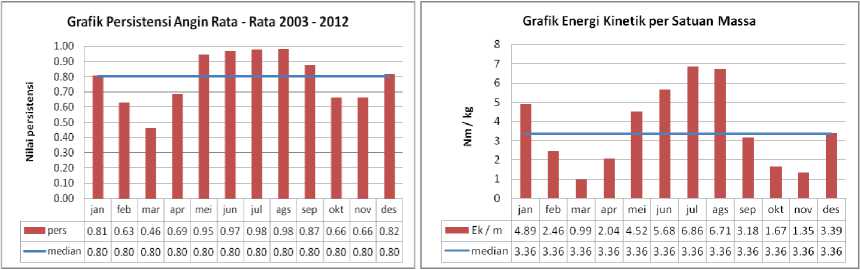 Grafik Persistensi Angin Rata - Rata 2003 - 2012
Nilai persistensi
1.00
0.90
0.80
0.70
0.60
0.50
0.40
0.30
0.20
0.10
0.00
jan feb mar apr mei jun jul ags sep okt nov des
pers 0.81 0.63 0.46 0.69 0.95 0.97 0.98 0.98 0.87 0.66 0.66 0.82
median 0.80 0.80 0.80 0.80 0.80 0.80 0.80 0.80 0.80 0.80 0.80 0.80
Grafik Energi Kinetik per Satuan Massa
Nm / kg
8
7
6
5
4
3
2
1
0
jan feb mar apr mei jun jul ags sep okt nov des
Ek / m 4.89 2.46 0.99 2.04 4.52 5.68 6.86 6.71 3.18 1.67 1.35 3.39
median 3.36 3.36 3.36 3.36 3.36 3.36 3.36 3.36 3.36 3.36 3.36 3.36